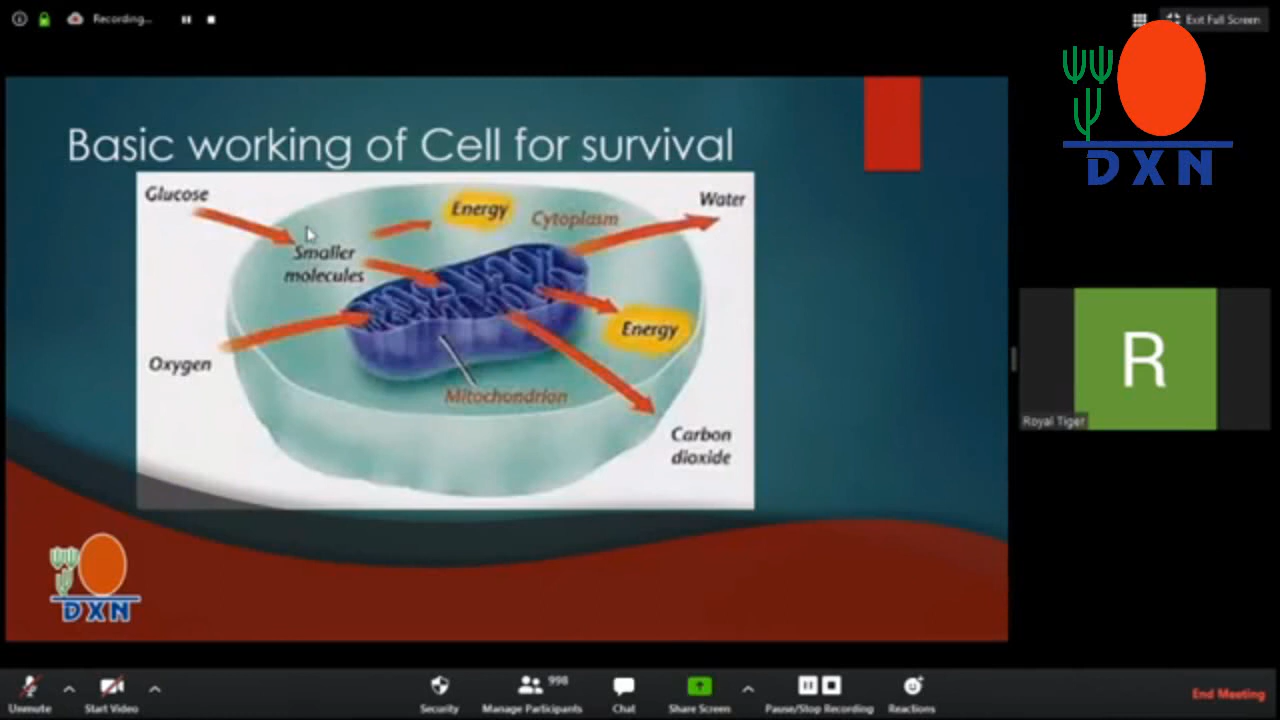 Recording...
Exit Full Screen
DXN
Basic working of Cell for survival
Glucose
Water
Energy
Cytoplasm
Smaller
molecules
Energy
Oxygen
Mitochondrion
Carbon
dioxide
R
Royal Tiger
DXN
Unmute
Start Video
Security
Manage Participants
998
Chat
Share Screen
Pause/Stop Recording
Reactions
End Meeting